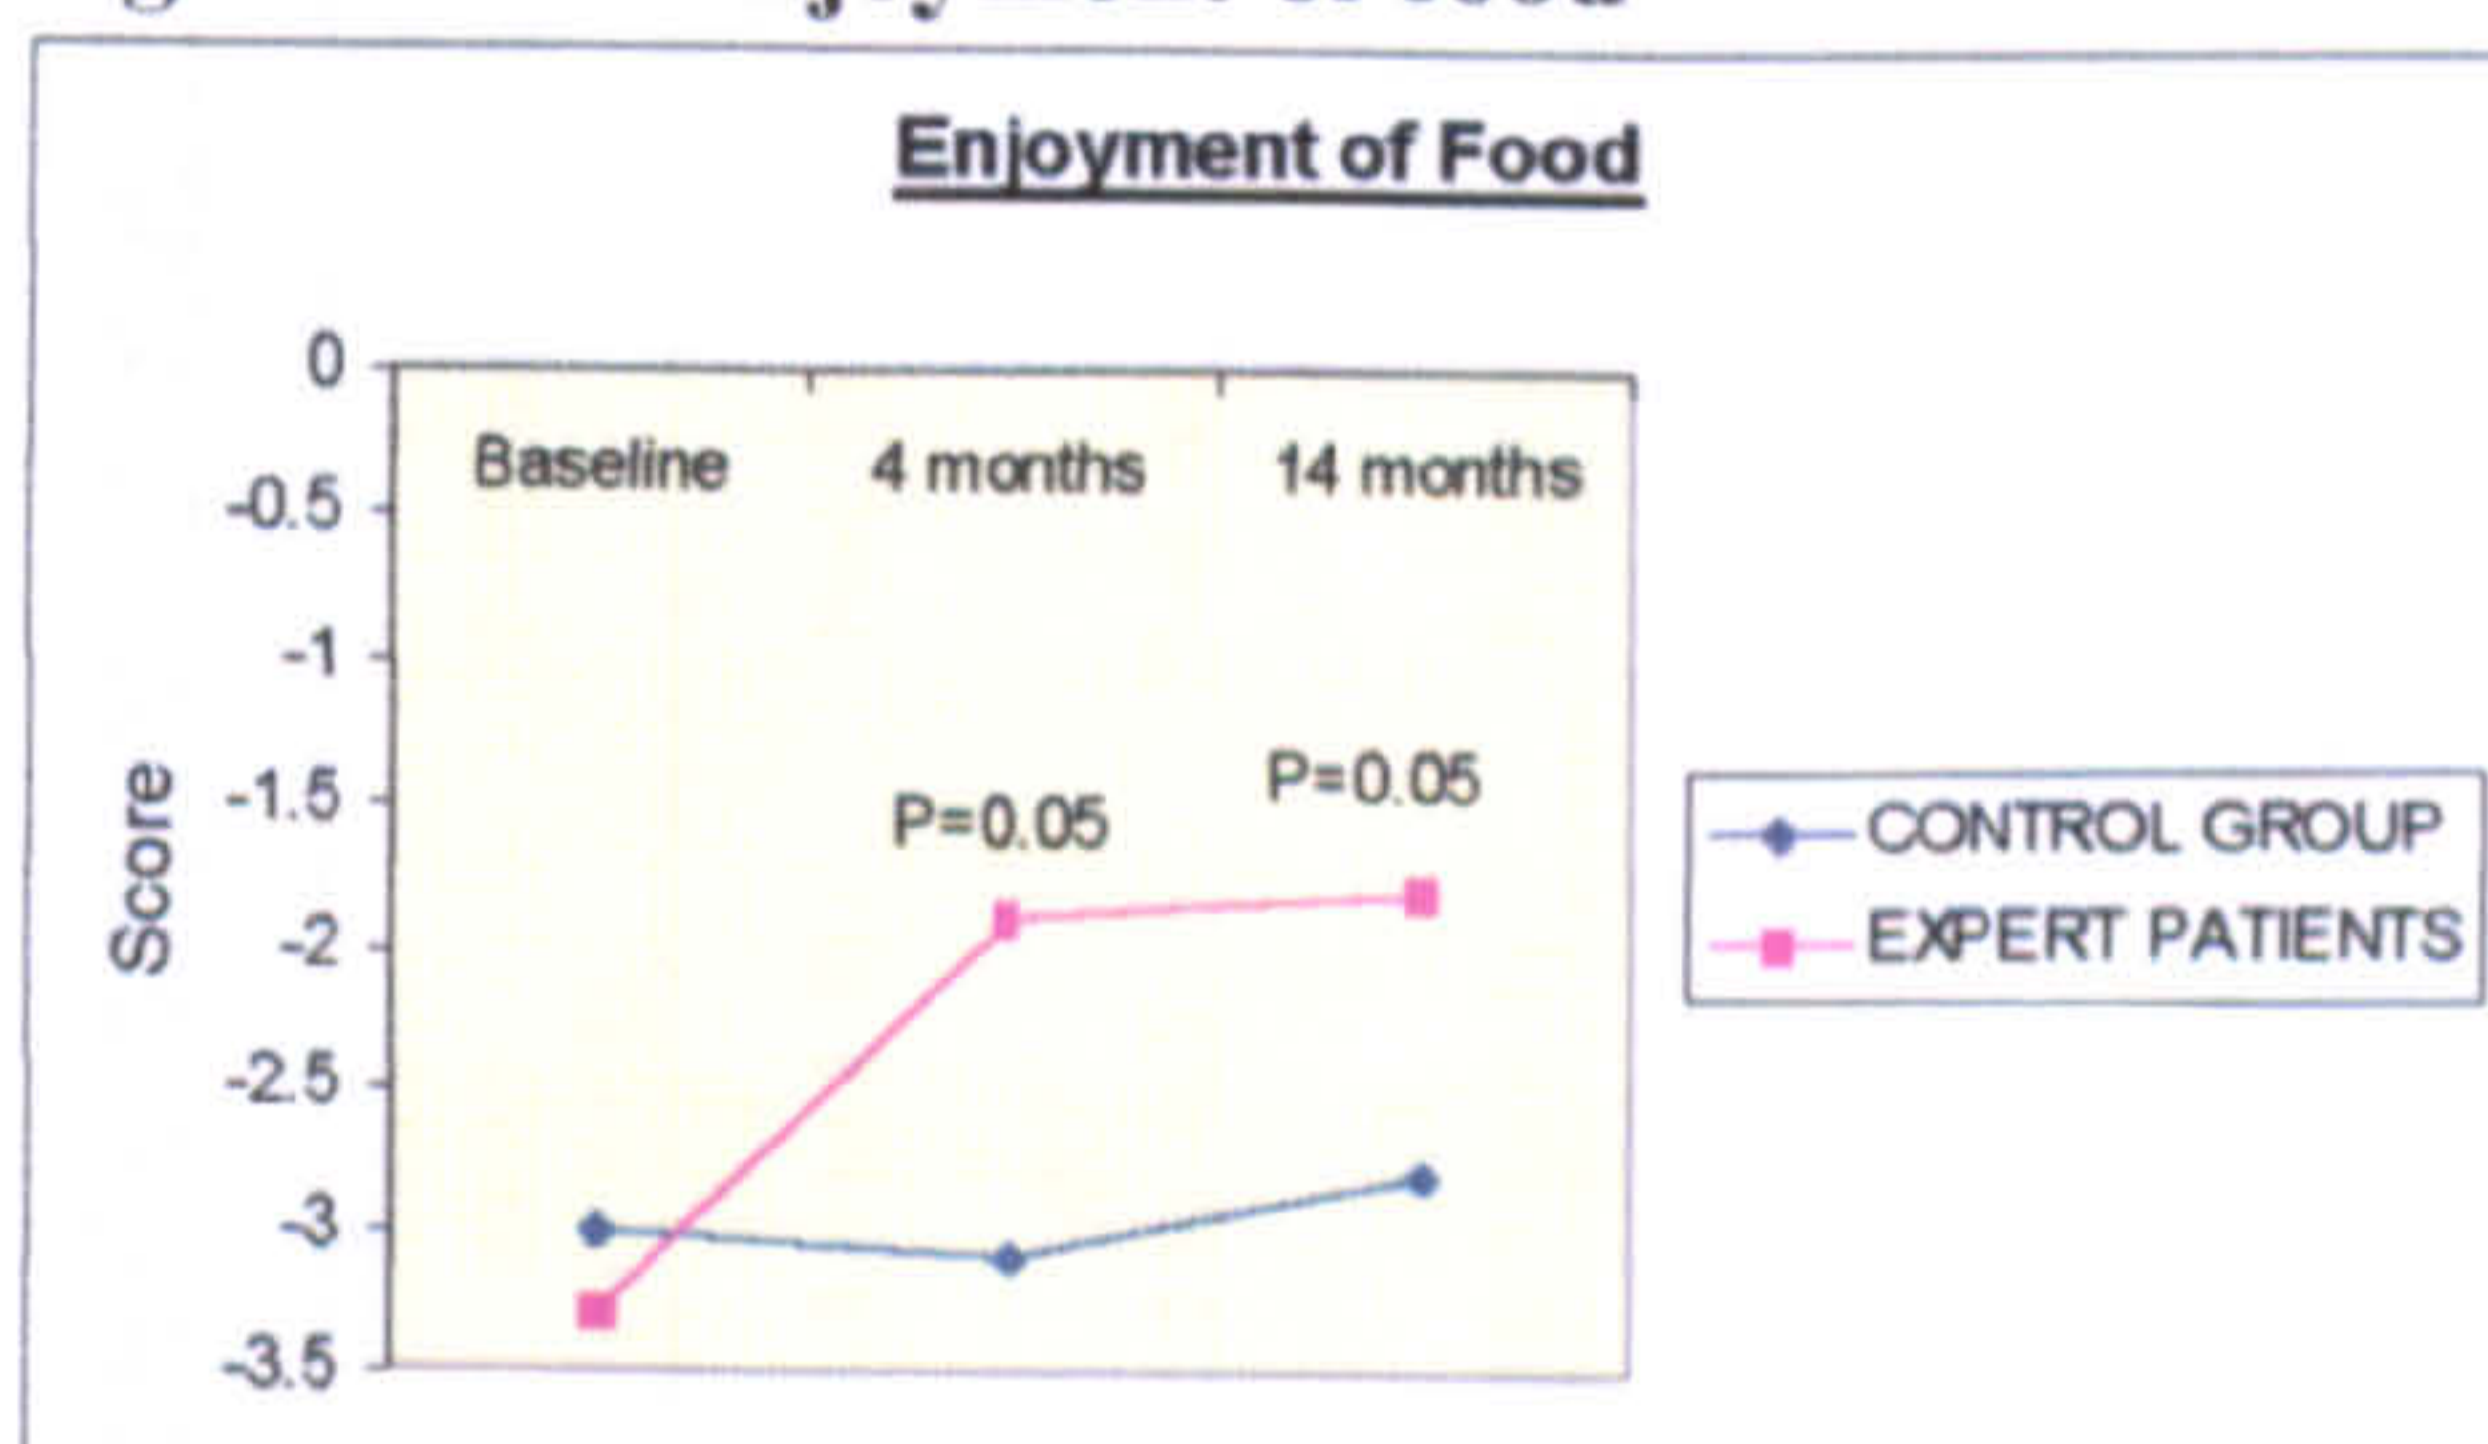 Enjoyment of Food
0
Baseline
4 months
14 months
-0.5
-1
-1.5
-2
-2.5
-3
-3.5
Score
P=0.05
P=0.05
CONTROL GROUP
EXPERT PATIENTS